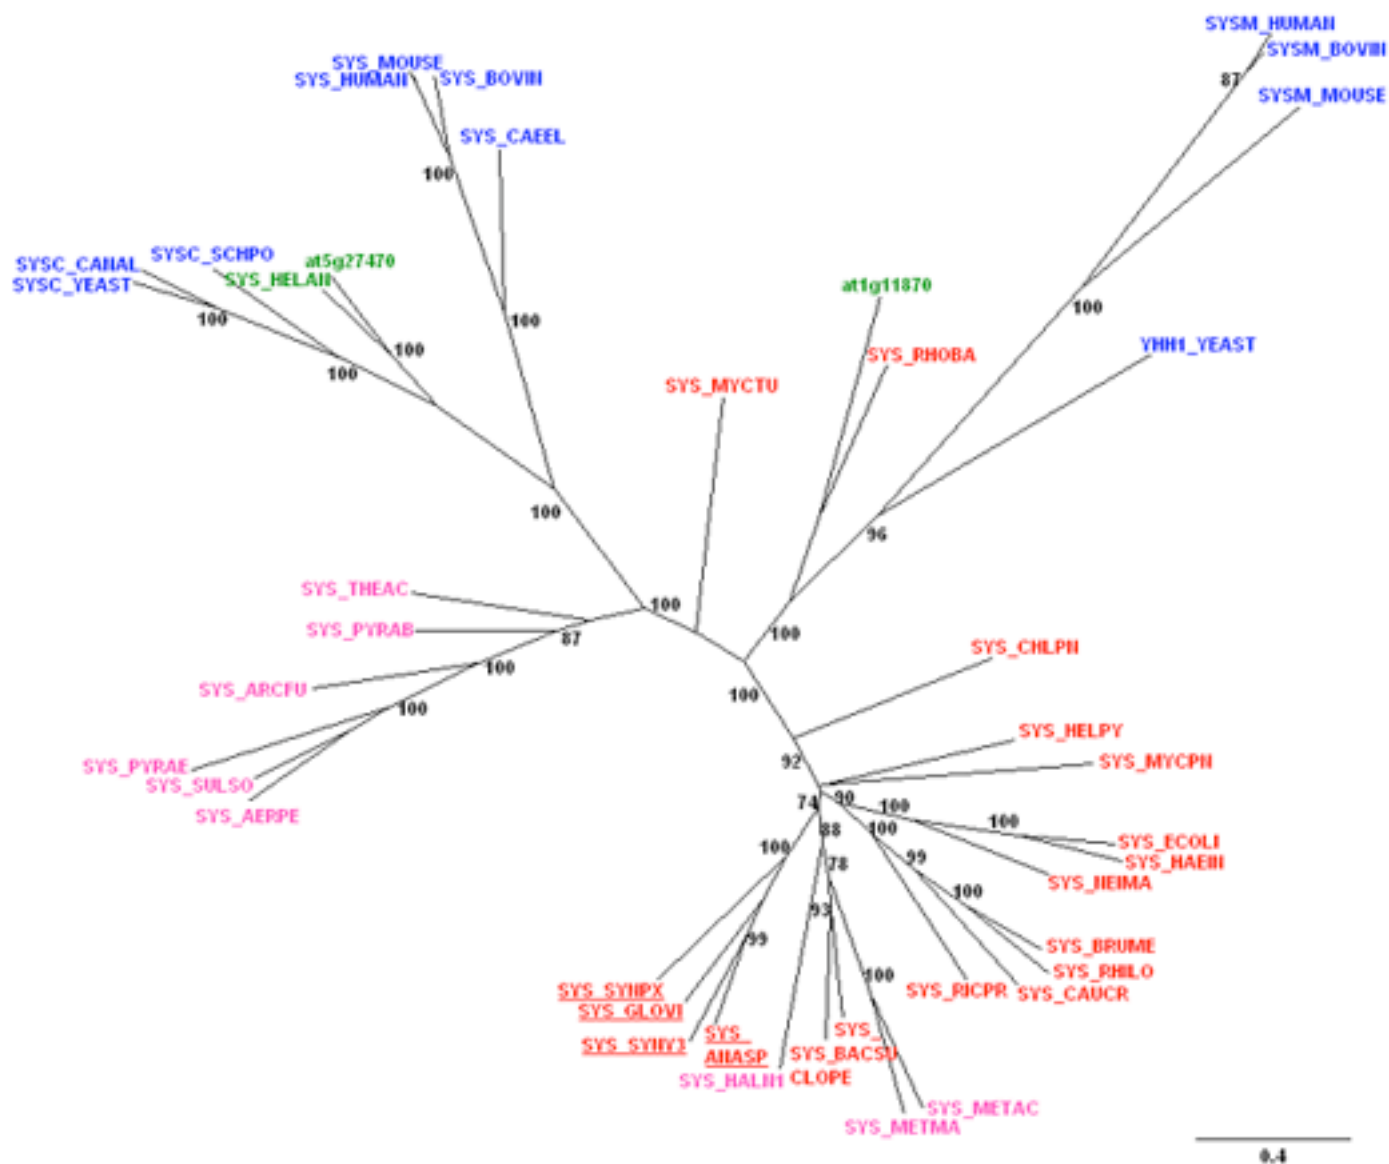 SYSM_HUMAN
SYSM_BOVIN
87
SYSM_MOUSE
SYS_MOUSE
SYS_HUMAN
SYS_BOVIN
SYS_CAEEL
100
SYSC_SCHPO
at5g27470
SYSC_CANAL
SYS_HELAN
SYSC_YEAST
at1g11870
100
100
100
100
100
YHH1_YEAST
SYS_RHOBA
SYS_MYCTU
100
96
SYS_THEAC
100
SYS_PYRAB
87
100
SYS_CHLPN
100
SYS_ARCFU
100
100
SYS_HELPY
92
SYS_MYCPN
SYS_PYRAE
SYS_SULSO
SYS_AERPE
74
90
100
88
100
100
SYS_ECOLI
100
99
SYS_HAEIN
78
SYS_NEIMA
100
93
99
SYS_BRUME
100
SYS_RHILO
SYS_SYNPX
SYS_RICPR
SYS_CAUCR
SYS_GLOVI
SYS_SYNY3
SYS_
ANASP
SYS_
SYS_BACSU
CLOPE
SYS_HALN1
SYS_METAC
SYS_METMA
0.4